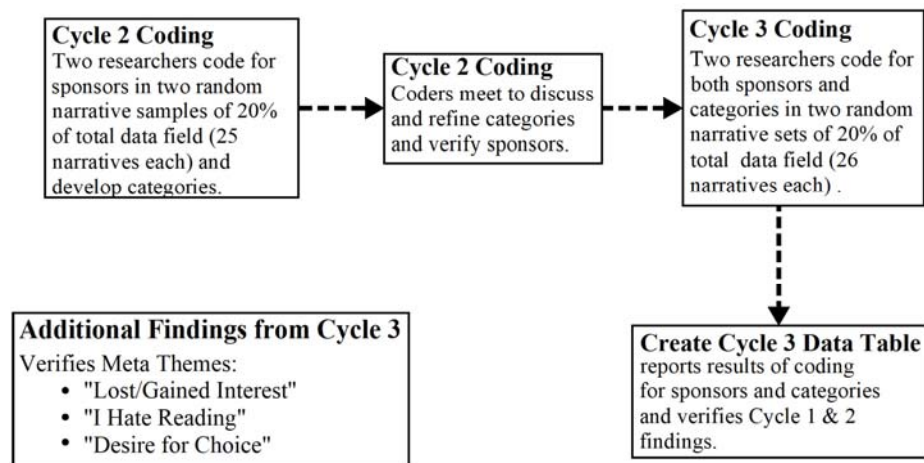 Cycle 2 Coding
Two researchers code for
sponsors in two random
narrative samples of 20%
of total data field (25
narratives each) and
develop categories.
Cycle 2 Coding
Coders meet to discuss
and refine categories
and verify sponsors.
Cycle 3 Coding
Two researchers code for
both sponsors and
categories in two random
narrative sets of 20% of
total data field (26
narratives each) .
Additional Findings from Cycle 3
Verifies Meta Themes:
• "Lost/Gained Interest"
• "I Hate Reading"
• "Desire for Choice"
Create Cycle 3 Data Table
reports results of coding
for sponsors and categories
and verifies Cycle 1 & 2
findings.